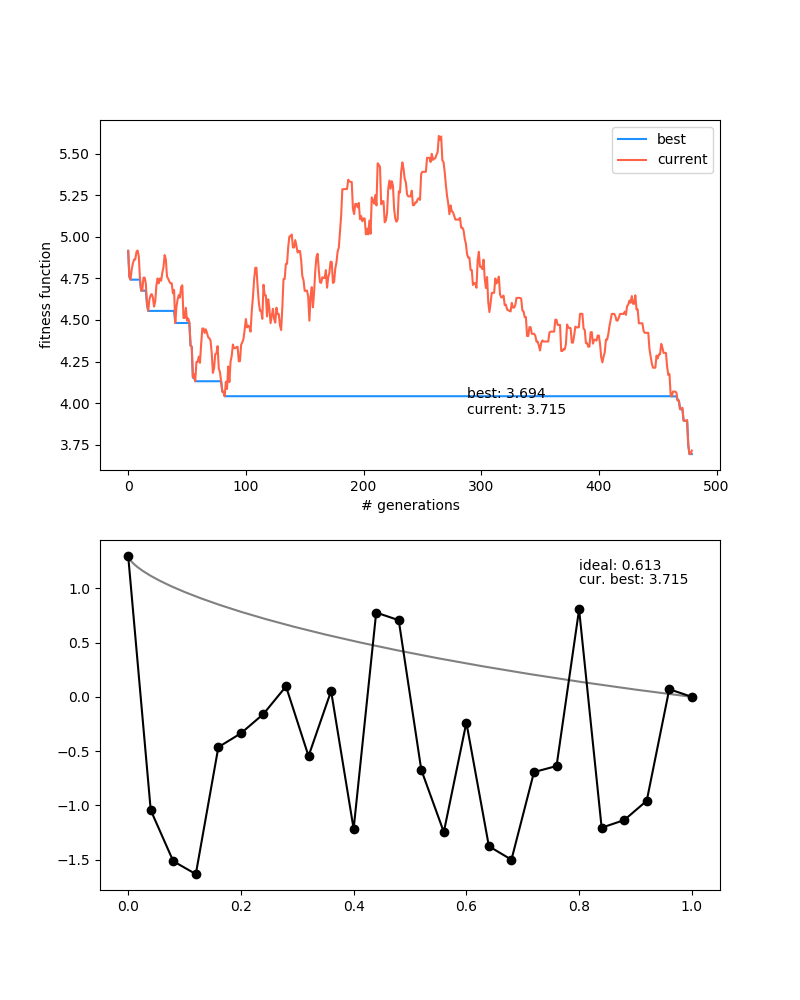 5.50
5.25
5.00
4.75
4.50
4.25
4.00
3.75
fitness function
best
current
best: 3.694
current: 3.715
0 100 200 300 400 500
# generations
1.0
0.5
0.0
−0.5
−1.0
−1.5
ideal: 0.613
cur. best: 3.715
0.0 0.2 0.4 0.6 0.8 1.0